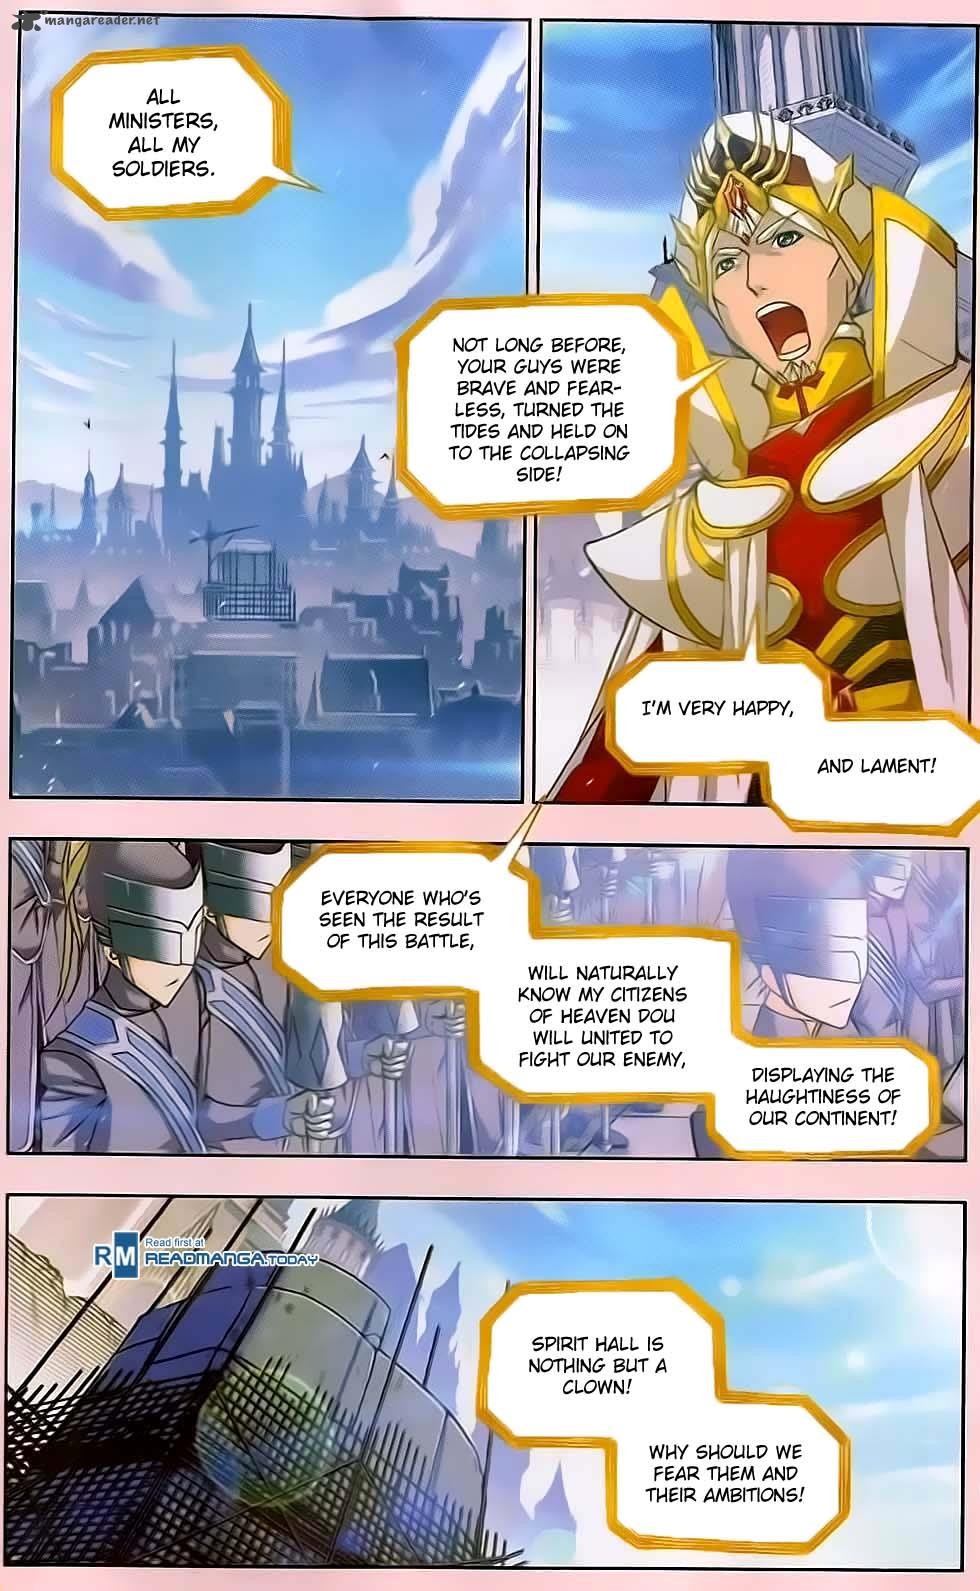 mangareader.net
ALL
MINISTERS,
ALL MY
SOLDIERS.
NOT LONG BEFORE,
YOUR GUYS WERE
BRAVE AND FEAR-
LESS, TURNED THE
TIDES AND HELD ON
TO THE COLLAPSING
SIDE!
I'M VERY HAPPY,
AND LAMENT!
EVERYONE WHO'S
SEEN THE RESULT
OF THIS BATTLE,
WILL NATURALLY
KNOW MY CITIZENS
OF HEAVEN DOU
WILL UNITED TO
FIGHT OUR ENEMY,
DISPLAYING THE
HAUGHTINESS OF
OUR CONTINENT!
RM
Read first at
READMANGA.TODAY
SPIRIT HALL IS
NOTHING BUT A
CLOWN!
WHY SHOULD WE
FEAR THEM AND
THEIR AMBITIONS!